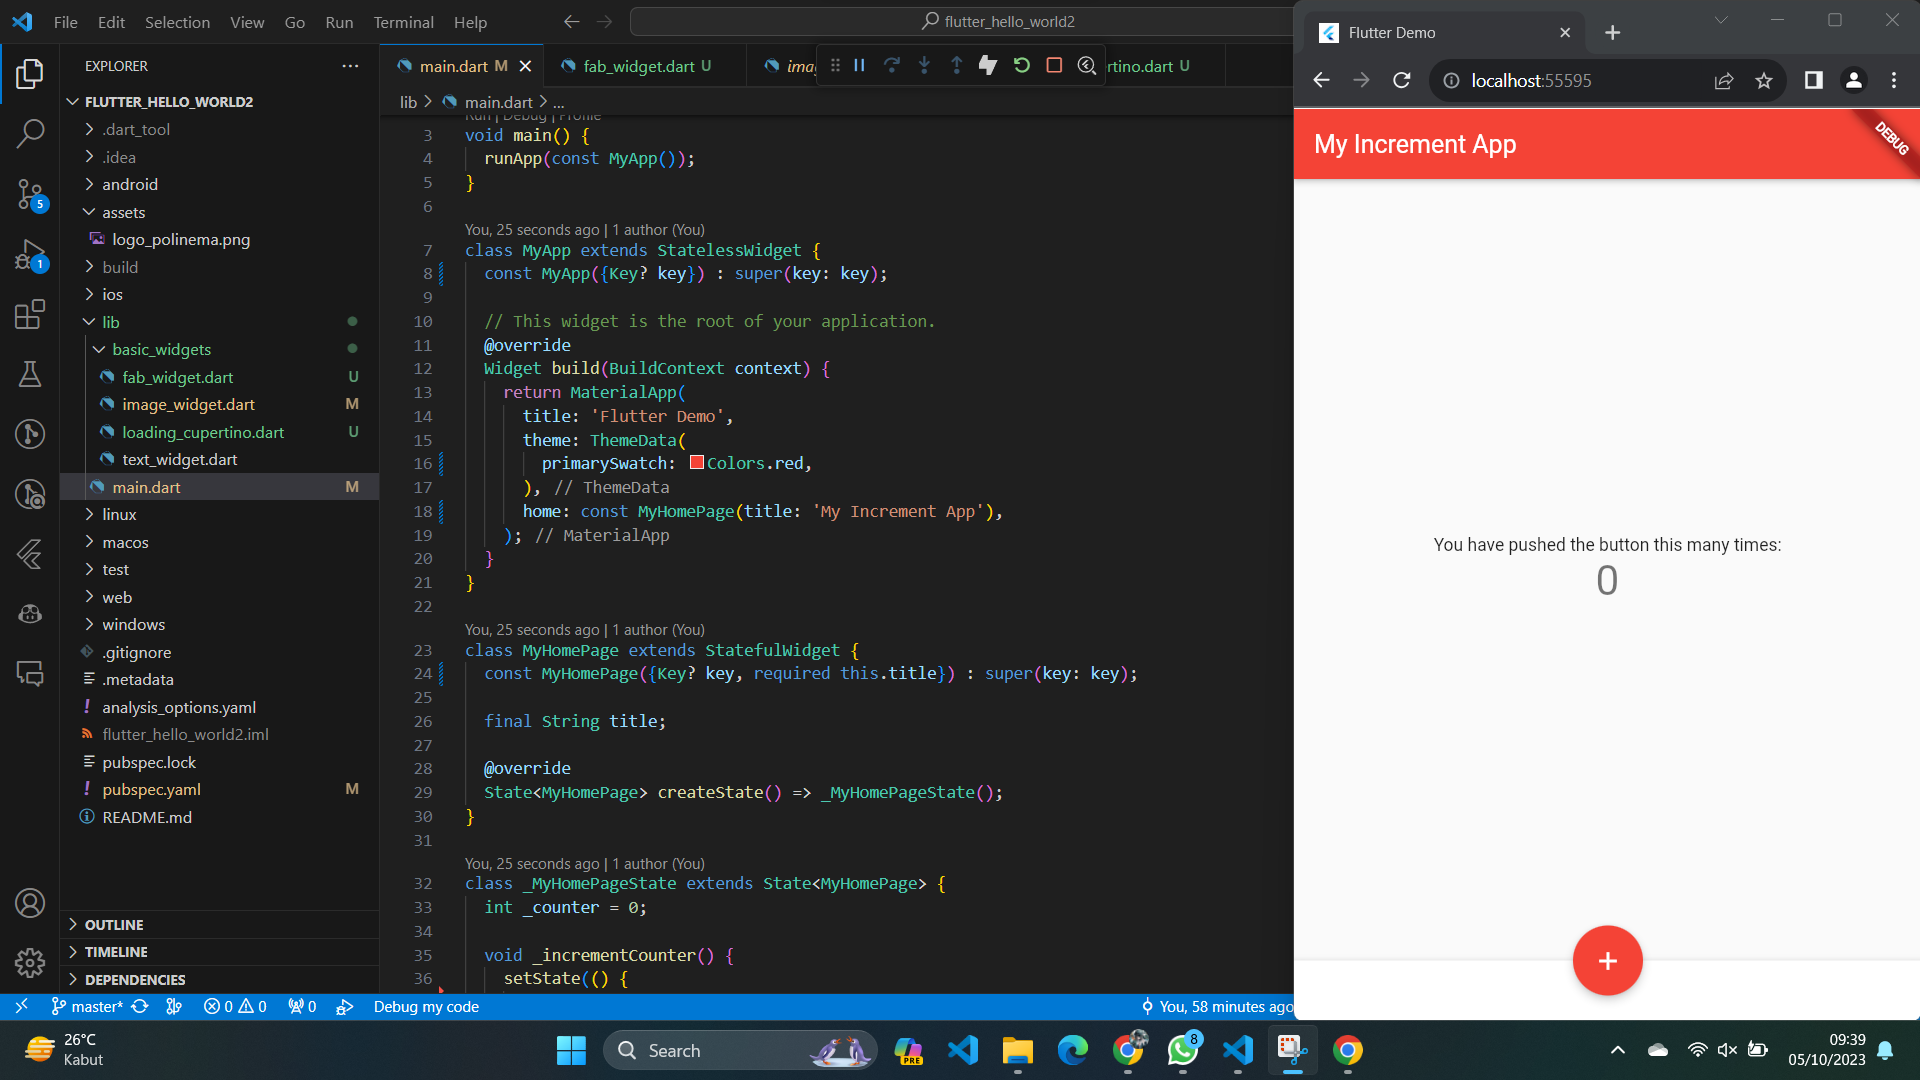 File Edit Selection View Go Run Terminal Help
flutter_hello_world2
EXPLORER
FLUTTER_HELLO_WORLD2
.dart_tool
.idea
android
assets
logo_polinema.png
build
ios
lib
basic_widgets
fab_widget.dart U
image_widget.dart M
loading_cupertino.dart U
text_widget.dart
main.dart M
linux
macos
test
web
windows
.gitignore
.metadata
analysis_options.yaml
flutter_hello_world2.iml
pubspec.lock
pubspec.yaml M
README.md
OUTLINE
TIMELINE
DEPENDENCIES
5
1
main.dart M
fab_widget.dart U
rtino.dart U
lib > main.dart > ...
Run | Debug | Profile
3 void main() {
4 runApp(const MyApp());
5 }
6
You, 25 seconds ago | 1 author (You)
7 class MyApp extends StatelessWidget {
8 const MyApp({Key? key}) : super(key: key);
9
10 // This widget is the root of your application.
11 @override
12 Widget build(BuildContext context) {
13 return MaterialApp(
14 title: 'Flutter Demo',
15 theme: ThemeData(
16 primarySwatch: Colors.red,
17 ), // ThemeData
18 home: const MyHomePage(title: 'My Increment App'),
19 ); // MaterialApp
20 }
21 }
22
You, 25 seconds ago | 1 author (You)
23 class MyHomePage extends StatefulWidget {
24 const MyHomePage({Key? key, required this.title}) : super(key: key);
25
26 final String title;
27
28 @override
29 State<MyHomePage> createState() => _MyHomePageState();
30 }
31
You, 25 seconds ago | 1 author (You)
32 class _MyHomePageState extends State<MyHomePage> {
33 int _counter = 0;
34
35 void _incrementCounter() {
36 setState(() {
master* 0 0 0 Debug my code
You, 58 minutes ago
Flutter Demo
localhost:55595
My Increment App
DEBUG
You have pushed the button this many times:
0
+
26°C
Kabut
Search
PRE
8
09:39
05/10/2023